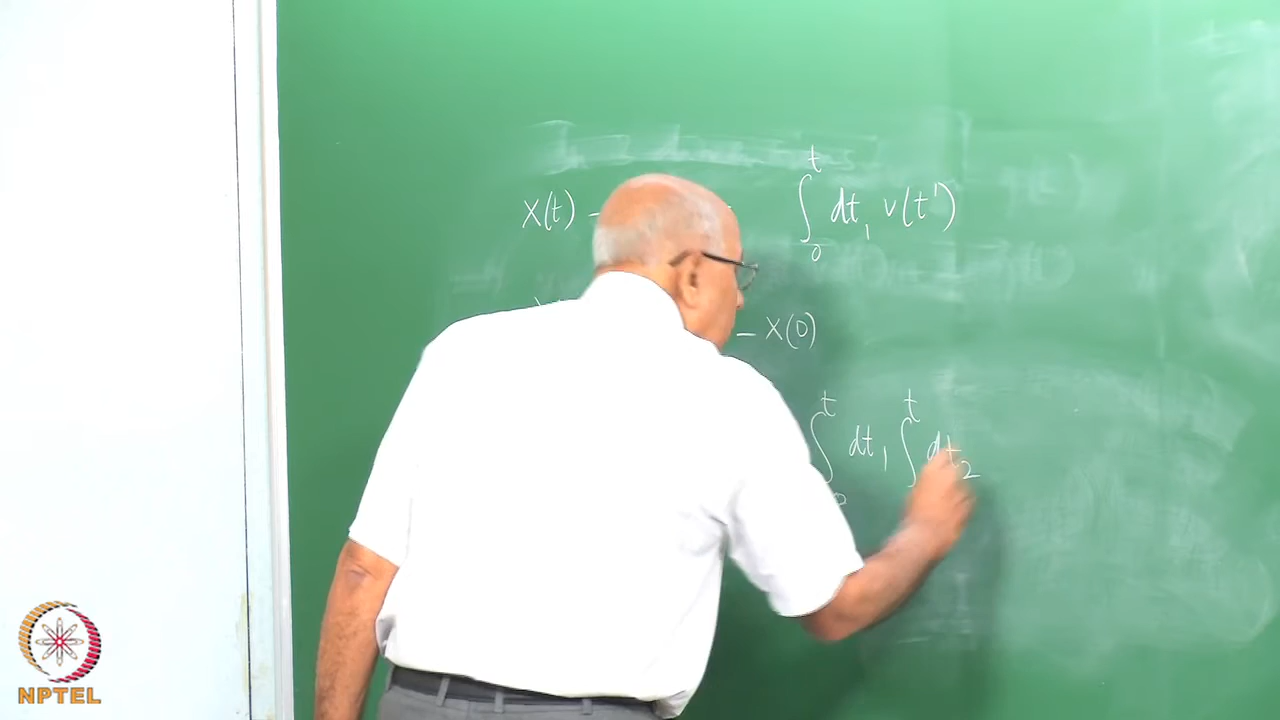 x(t) – ∫₀ᵗ dt₁ v(t')
– x(0)
∫₀ᵗ dt₁ ∫ᵗ dt₂
NPTEL